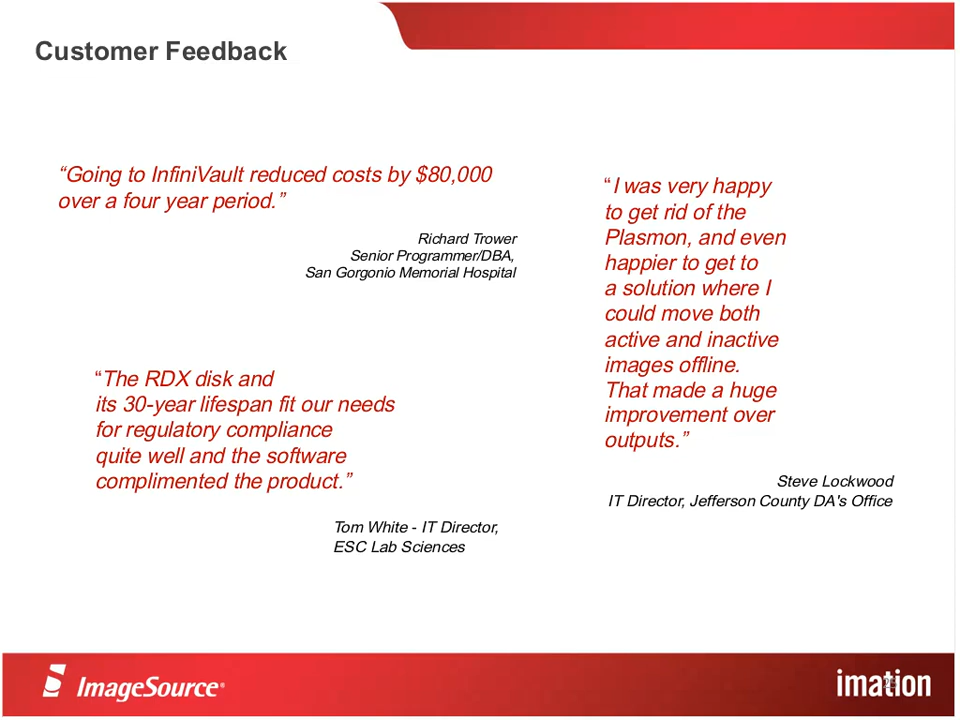 Customer Feedback
“Going to InfiniVault reduced costs by $80,000
over a four year period.”
Richard Trower
Senior Programmer/DBA,
San Gorgonio Memorial Hospital
“The RDX disk and
its 30-year lifespan fit our needs
for regulatory compliance
quite well and the software
complimented the product.”
Tom White - IT Director,
ESC Lab Sciences
“ I was very happy
to get rid of the
Plasmon, and even
happier to get to
a solution where I
could move both
active and inactive
images offline.
That made a huge
improvement over
outputs.”
Steve Lockwood
IT Director, Jefferson County DA's Office
ImageSource®
imation